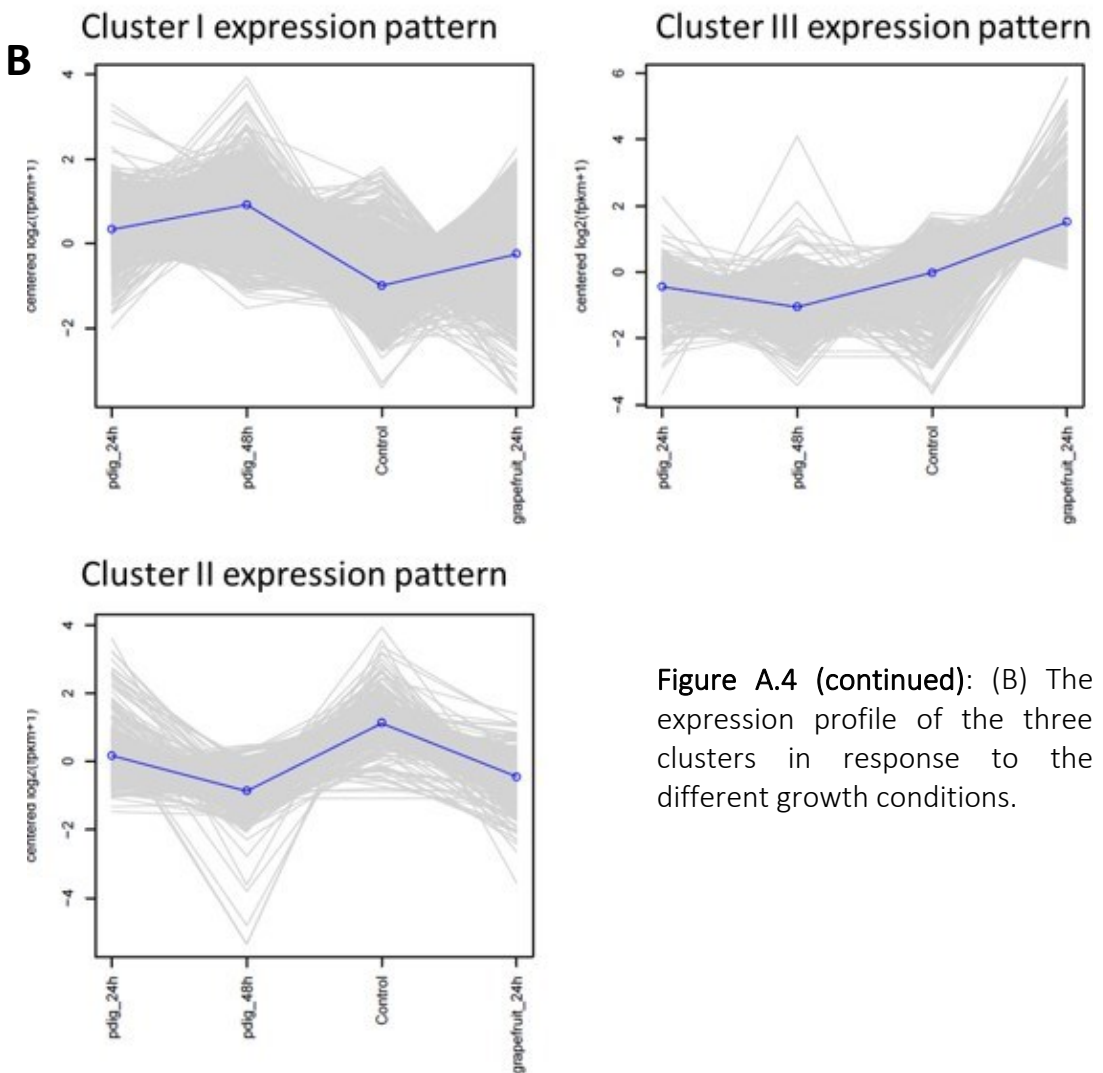 B
Cluster I expression pattern
centered log2(fpkm+1)
4
2
0
−2
pdig_24h
pdig_48h
Control
grapefruit_24h
Cluster III expression pattern
centered log2(fpkm+1)
6
4
2
0
−2
−4
pdig_24h
pdig_48h
Control
grapefruit_24h
Cluster II expression pattern
centered log2(fpkm+1)
4
2
0
−2
−4
pdig_24h
pdig_48h
Control
grapefruit_24h
Figure A.4 (continued): (B) The
expression profile of the three
clusters in response to the
different growth conditions.